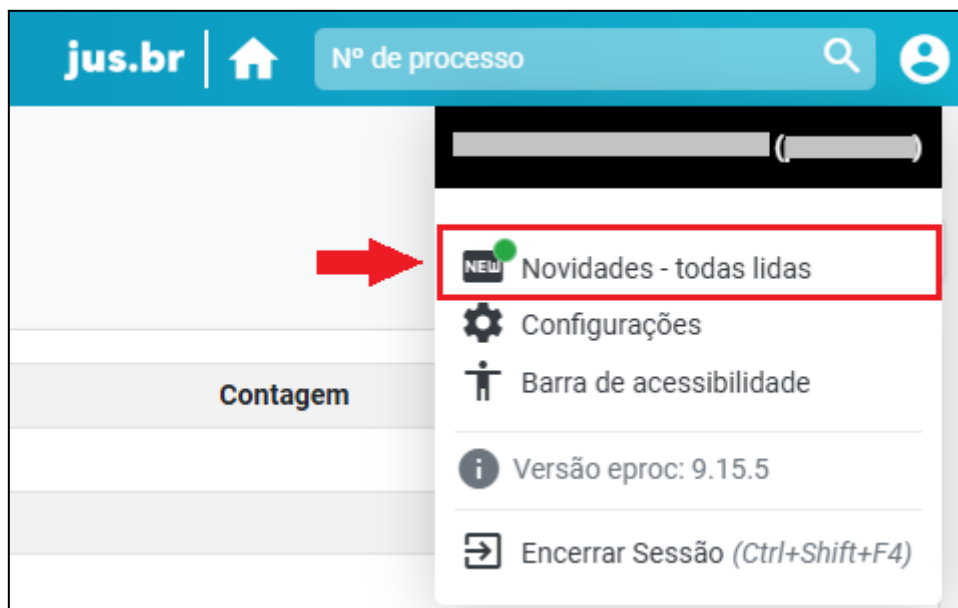 jus.br
Nº de processo
( )
NEW Novidades - todas lidas
Configurações
Contagem
Barra de acessibilidade
i Versão eproc: 9.15.5
Encerrar Sessão (Ctrl+Shift+F4)